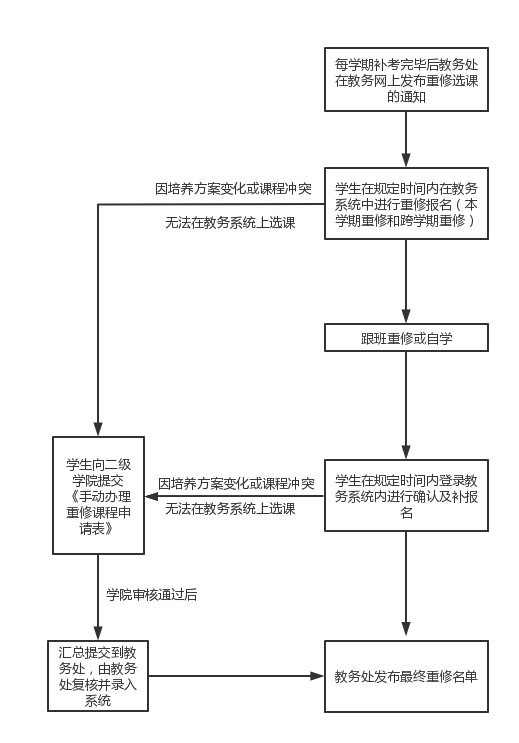 每学期补考完毕后教务处
在教务网上发布重修选课
的通知
因培养方案变化或课程冲突
无法在教务系统上选课
学生在规定时间内在教务
系统中进行重修报名（本
学期重修和跨学期重修）
跟班重修或自学
学生向二级
学院提交
《手动办理
重修课程申
请表》
因培养方案变化或课程冲突
无法在教务系统上选课
学生在规定时间内登录教
务系统内进行确认及补报
名
学院审核通过后
汇总提交到教
务处，由教务
处复核并录入
系统
教务处发布最终重修名单